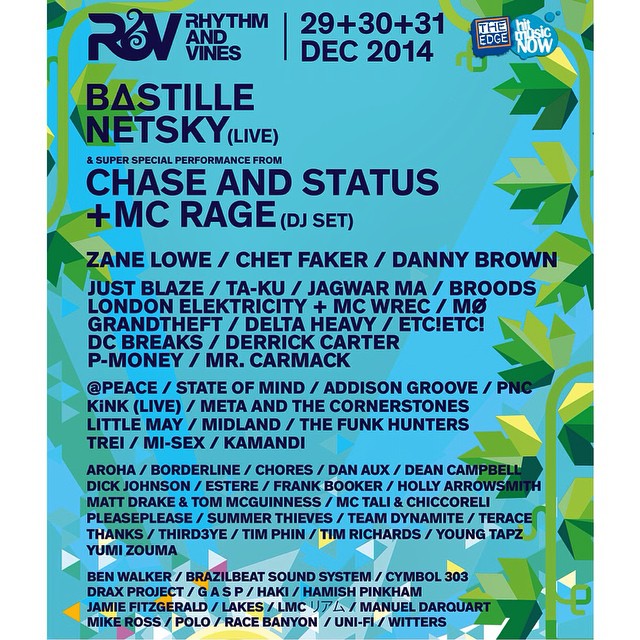 RHYTHM
AND
VINES
29+30+31
DEC 2014
THE
EDGE
hit
music
NOW
BΔSTILLE
NETSKY (LIVE)
& SUPER SPECIAL PERFORMANCE FROM
CHASE AND STATUS
+MC RAGE (DJ SET)
ZANE LOWE / CHET FAKER / DANNY BROWN
JUST BLAZE / TA-KU / JAGWAR MA / BROODS
LONDON ELEKTRICITY + MC WREC / MØ
GRANDTHEFT / DELTA HEAVY / ETC!ETC!
DC BREAKS / DERRICK CARTER
P-MONEY / MR. CARMACK
@PEACE / STATE OF MIND / ADDISON GROOVE / PNC
KiNK (LIVE) / META AND THE CORNERSTONES
LITTLE MAY / MIDLAND / THE FUNK HUNTERS
TREI / MI-SEX / KAMANDI
AROHA / BORDERLINE / CHORES / DAN AUX / DEAN CAMPBELL
DICK JOHNSON / ESTERE / FRANK BOOKER / HOLLY ARROWSMITH
MATT DRAKE & TOM MCGUINNESS / MC TALI & CHICCORELI
PLEASEPLEASE / SUMMER THIEVES / TEAM DYNAMITE / TERACE
THANKS / THIRD3YE / TIM PHIN / TIM RICHARDS / YOUNG TAPZ
YUMI ZOUMA
BEN WALKER / BRAZILBEAT SOUND SYSTEM / CYMBOL 303
DRAX PROJECT / G A S P / HAKI / HAMISH PINKHAM
JAMIE FITZGERALD / LAKES / LMC リアム / MANUEL DARQUART
MIKE ROSS / POLO / RACE BANYON / UNI-FI / WITTERS